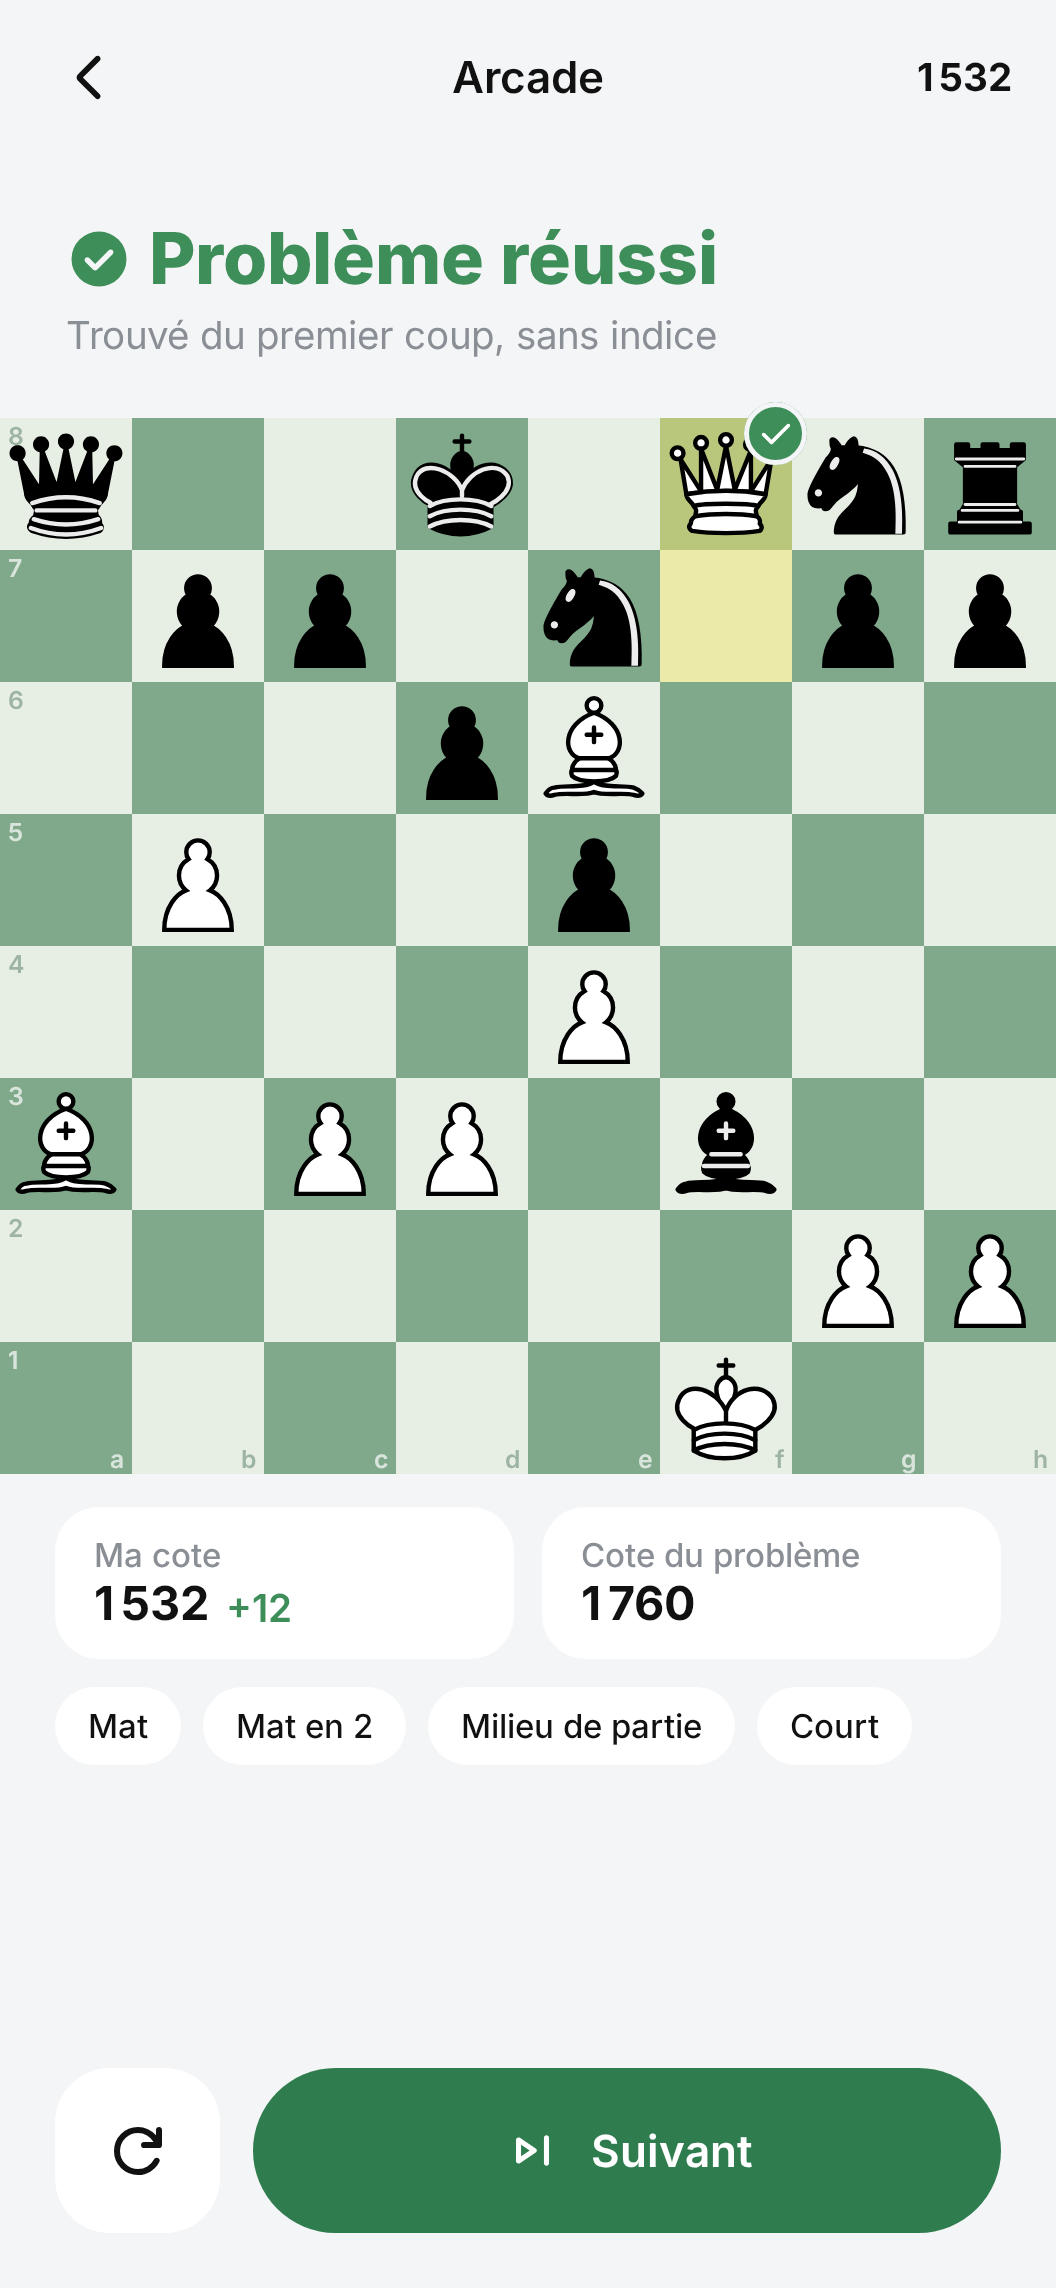 Arcade
1532
Problème réussi
Trouvé du premier coup, sans indice
8
7
6
5
4
3
2
1
a b c d e f g h
Ma cote
1532 +12
Cote du problème
1760
Mat
Mat en 2
Milieu de partie
Court
Suivant